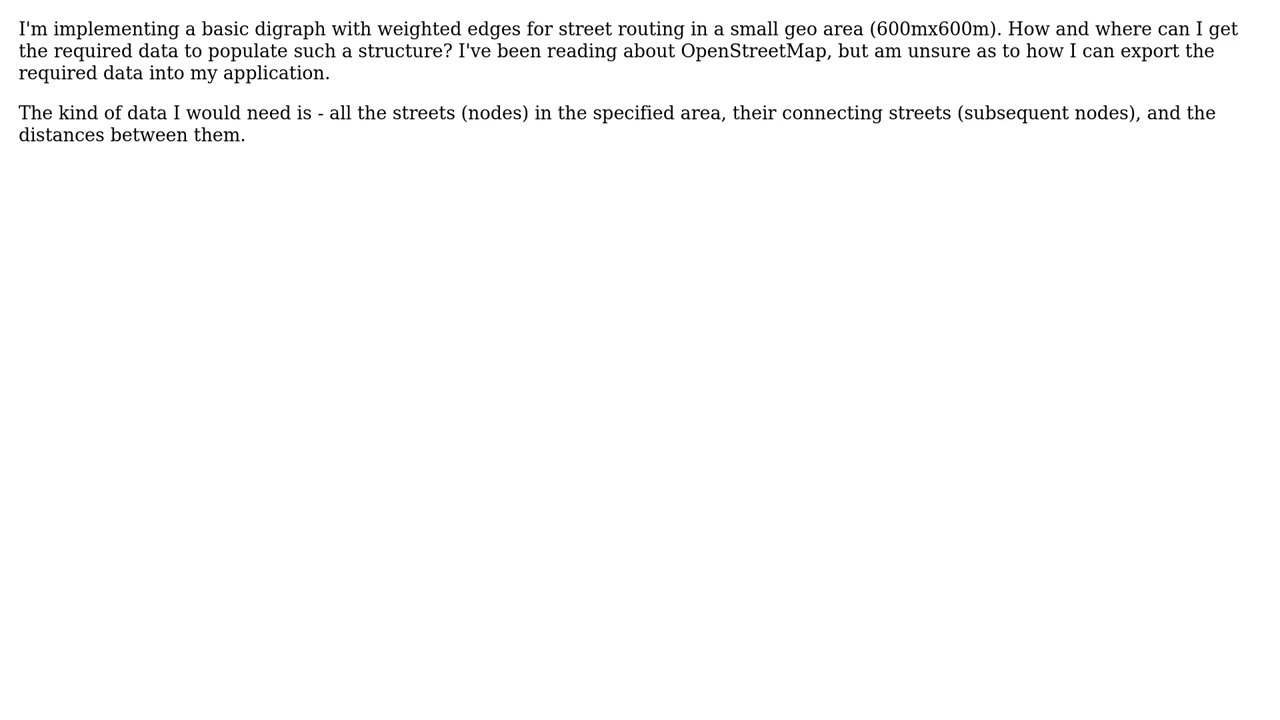 I'm implementing a basic digraph with weighted edges for street routing in a small geo area (600mx600m). How and where can I get
the required data to populate such a structure? I've been reading about OpenStreetMap, but am unsure as to how I can export the
required data into my application.
The kind of data I would need is - all the streets (nodes) in the specified area, their connecting streets (subsequent nodes), and the
distances between them.